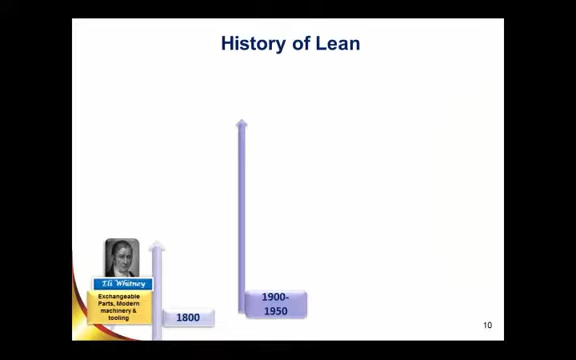 History of Lean
Eli Whitney
Exchangeable
Parts, Modern
machinery &
tooling
1800
1900-
1950
10